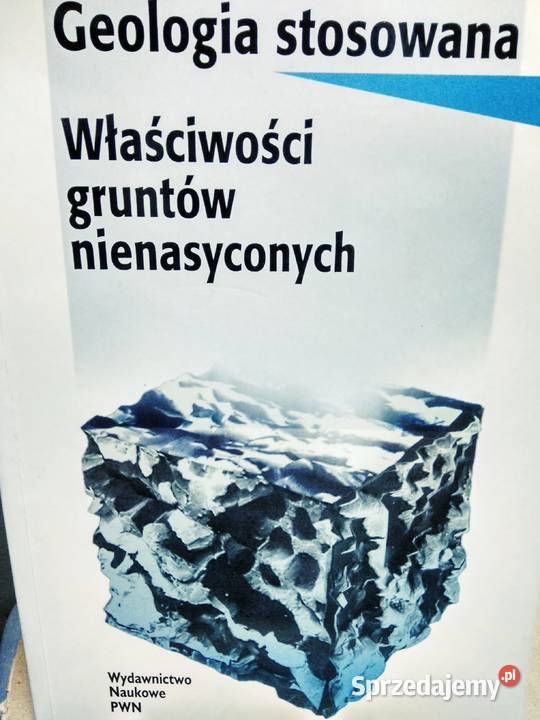 Geologia stosowana
Właściwości
gruntów
nienasyconych
Wydawnictwo
Naukowe
PWN
Sprzedajemy.pl